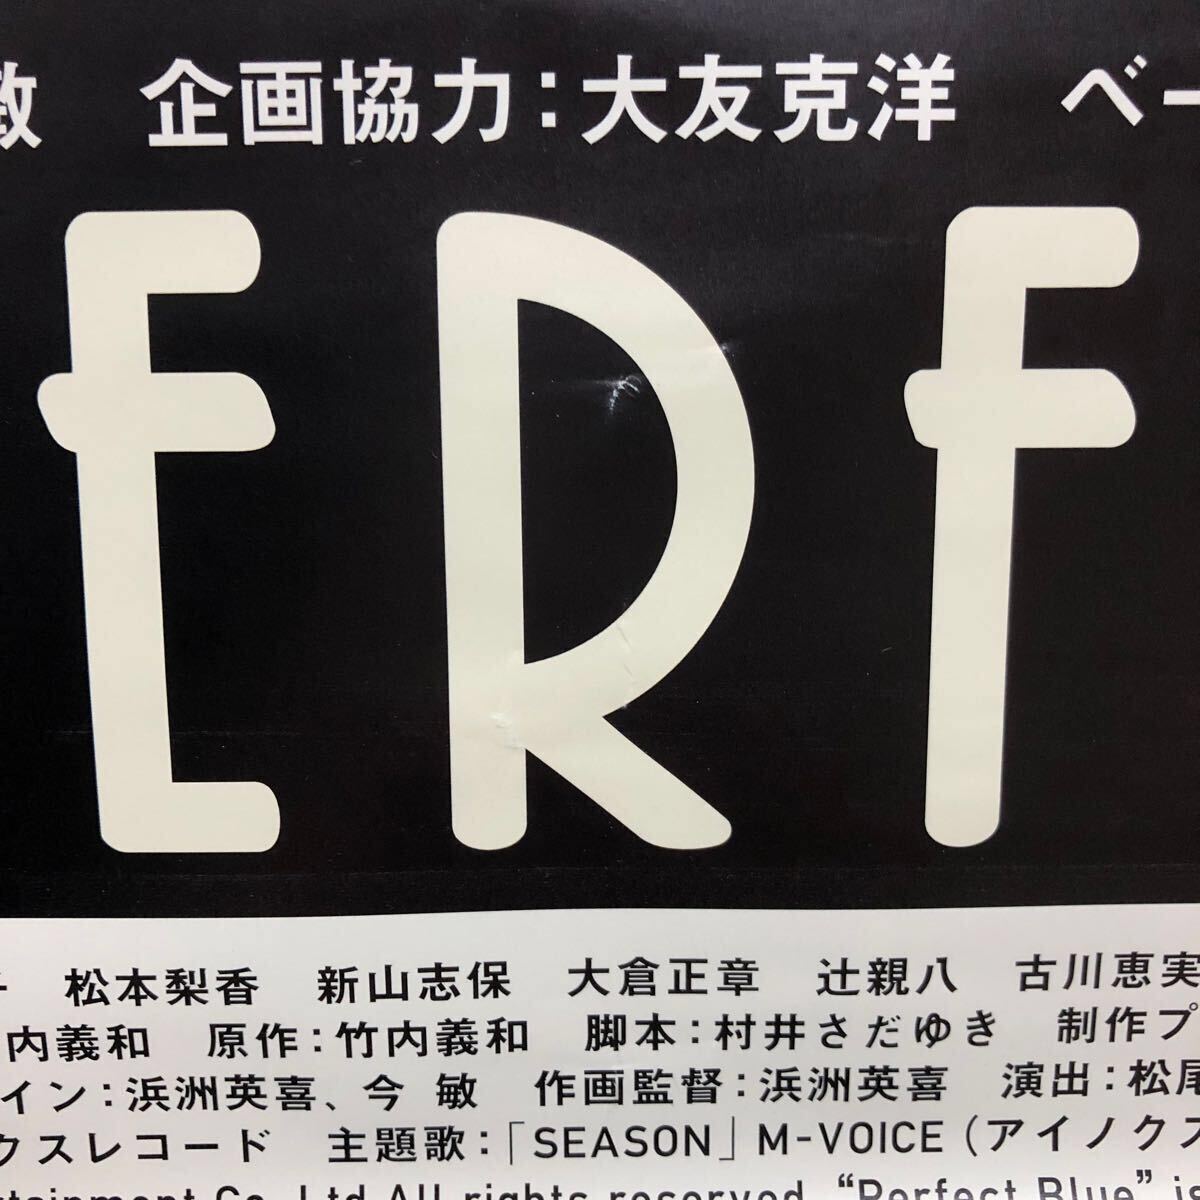 敏 企画協力:大友克洋 ベー
ERF
松本梨香 新山志保 大倉正章 辻親八 古川恵実
内義和 原作:竹内義和 脚本:村井さだゆき 制作プ
イン:浜洲英喜、今 敏 作画監督:浜洲英喜 演出:松尾
クスレコード 主題歌:「SEASON」M-VOICE (アイノクス
tainment Co., Ltd.All rights reserved. “Perfect Blue” is